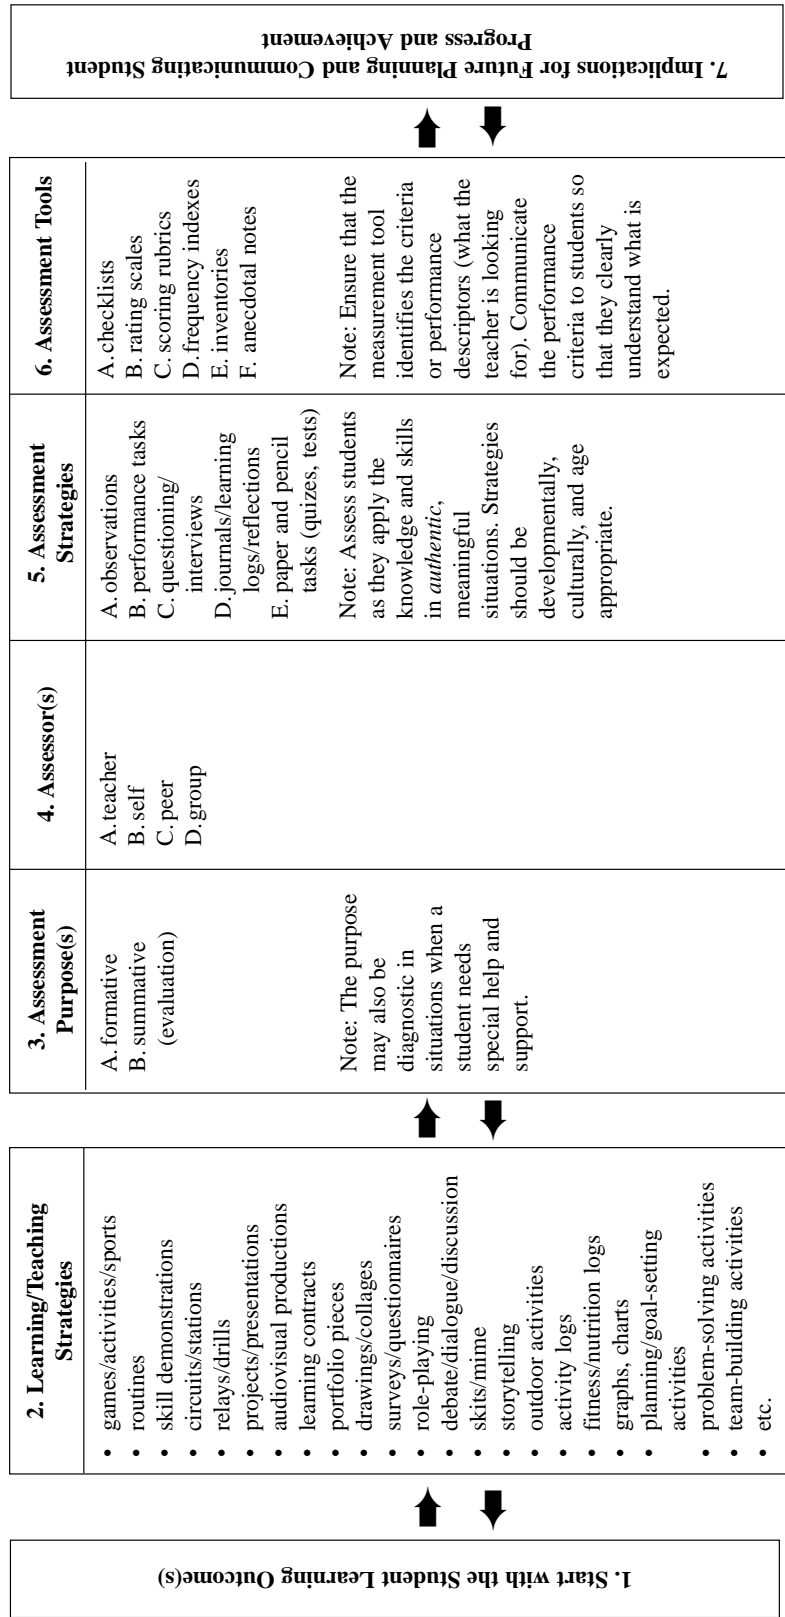 1. Start with the Student Learning Outcome(s)
2. Learning/Teaching
Strategies
• games/activities/sports
• routines
• skill demonstrations
• circuits/stations
• relays/drills
• projects/presentations
• audiovisual productions
• learning contracts
• portfolio pieces
• drawings/collages
• surveys/questionnaires
• role-playing
• debate/dialogue/discussion
• skits/mime
• storytelling
• outdoor activities
• activity logs
• fitness/nutrition logs
• graphs, charts
• planning/goal-setting
activities
• problem-solving activities
• team-building activities
• etc.
3. Assessment
Purpose(s)
A. formative
B. summative
(evaluation)
Note: The purpose
may also be
diagnostic in
situations when a
student needs
special help and
support.
4. Assessor(s)
A. teacher
B. self
C. peer
D. group
5. Assessment
Strategies
A. observations
B. performance tasks
C. questioning/
interviews
D. journals/learning
logs/reflections
E. paper and pencil
tasks (quizes, tests)
Note: Assess students
as they apply the
knowledge and skills
in authentic,
meaningful
situations. Strategies
should be
developmentally,
culturally, and age
appropriate.
6. Assessment Tools
A. checklists
B. rating scales
C. scoring rubrics
D. frequency indexes
E. inventories
F. anecdotal notes
Note: Ensure that the
measurement tool
identifies the criteria
or performance
descriptors (what the
teacher is looking
for). Communicate
the performance
criteria to students so
that they clearly
understand what is
expected.
7. Implications for Future Planning and Communicating Student
Progress and Achievement